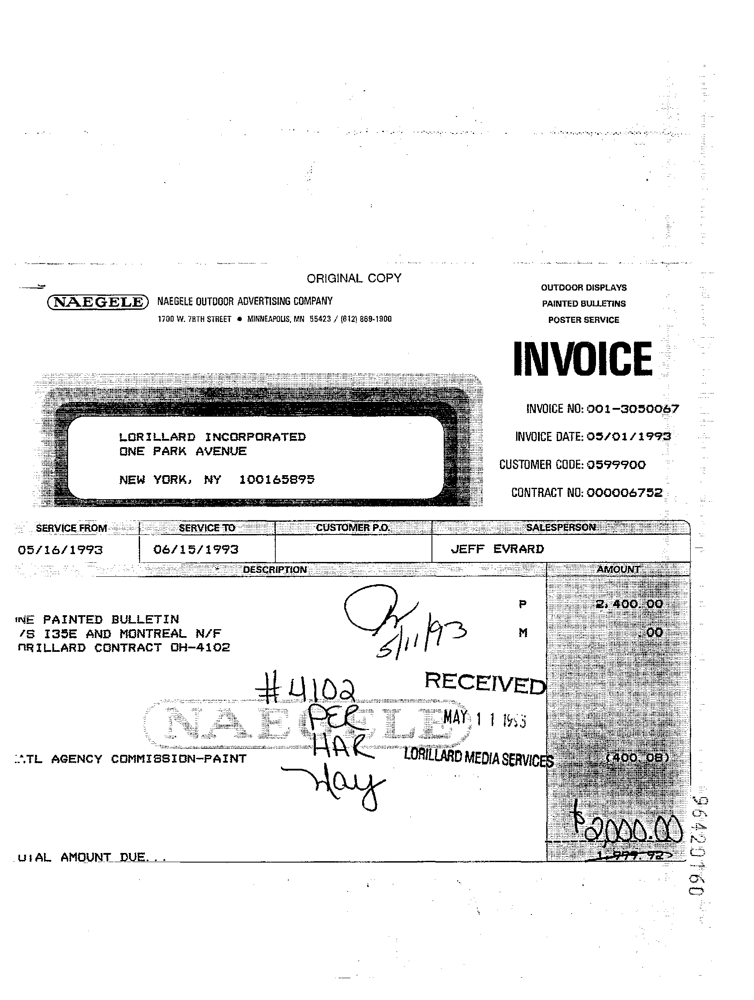 ORIGINAL COPY
NAEGELE NAEGELE OUTDOOR ADVERTISING COMPANY
1700 W. 78TH STREET ● MINNEAPOLIS, MN 55423 / (612) 869-1900
OUTDOOR DISPLAYS
PAINTED BULLETINS
POSTER SERVICE
INVOICE
INVOICE NO: 001-3050067
INVOICE DATE: 05/01/1993
CUSTOMER CODE: 0599900
CONTRACT NO: 000006752
LORILLARD INCORPORATED
ONE PARK AVENUE
NEW YORK, NY 100165895
SERVICE FROM SERVICE TO CUSTOMER P.O. SALESPERSON
05/16/1993 06/15/1993 JEFF EVRARD
DESCRIPTION AMOUNT
P 2,400.00
INE PAINTED BULLETIN
/S I35E AND MONTREAL N/F M .00
ORILLARD CONTRACT OH-4102
5/11/93
#4102
PER
HAR
Way
RECEIVED
MAY 11 1993
LORILLARD MEDIA SERVICES
NAEGELE
TL AGENCY COMMISSION-PAINT (400.08)
$2000.00
OTAL AMOUNT DUE... 1,999.92
96420160